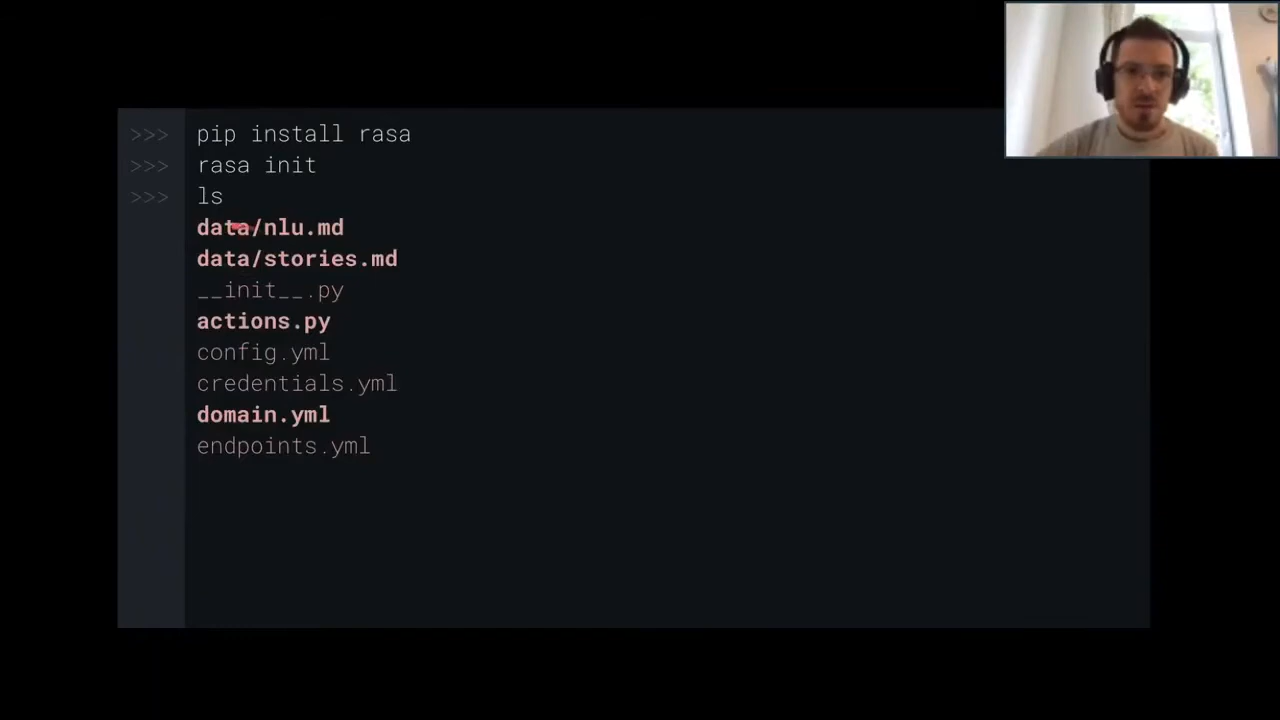 >>> pip install rasa
>>> rasa init
>>> ls
data/nlu.md
data/stories.md
__init__.py
actions.py
config.yml
credentials.yml
domain.yml
endpoints.yml